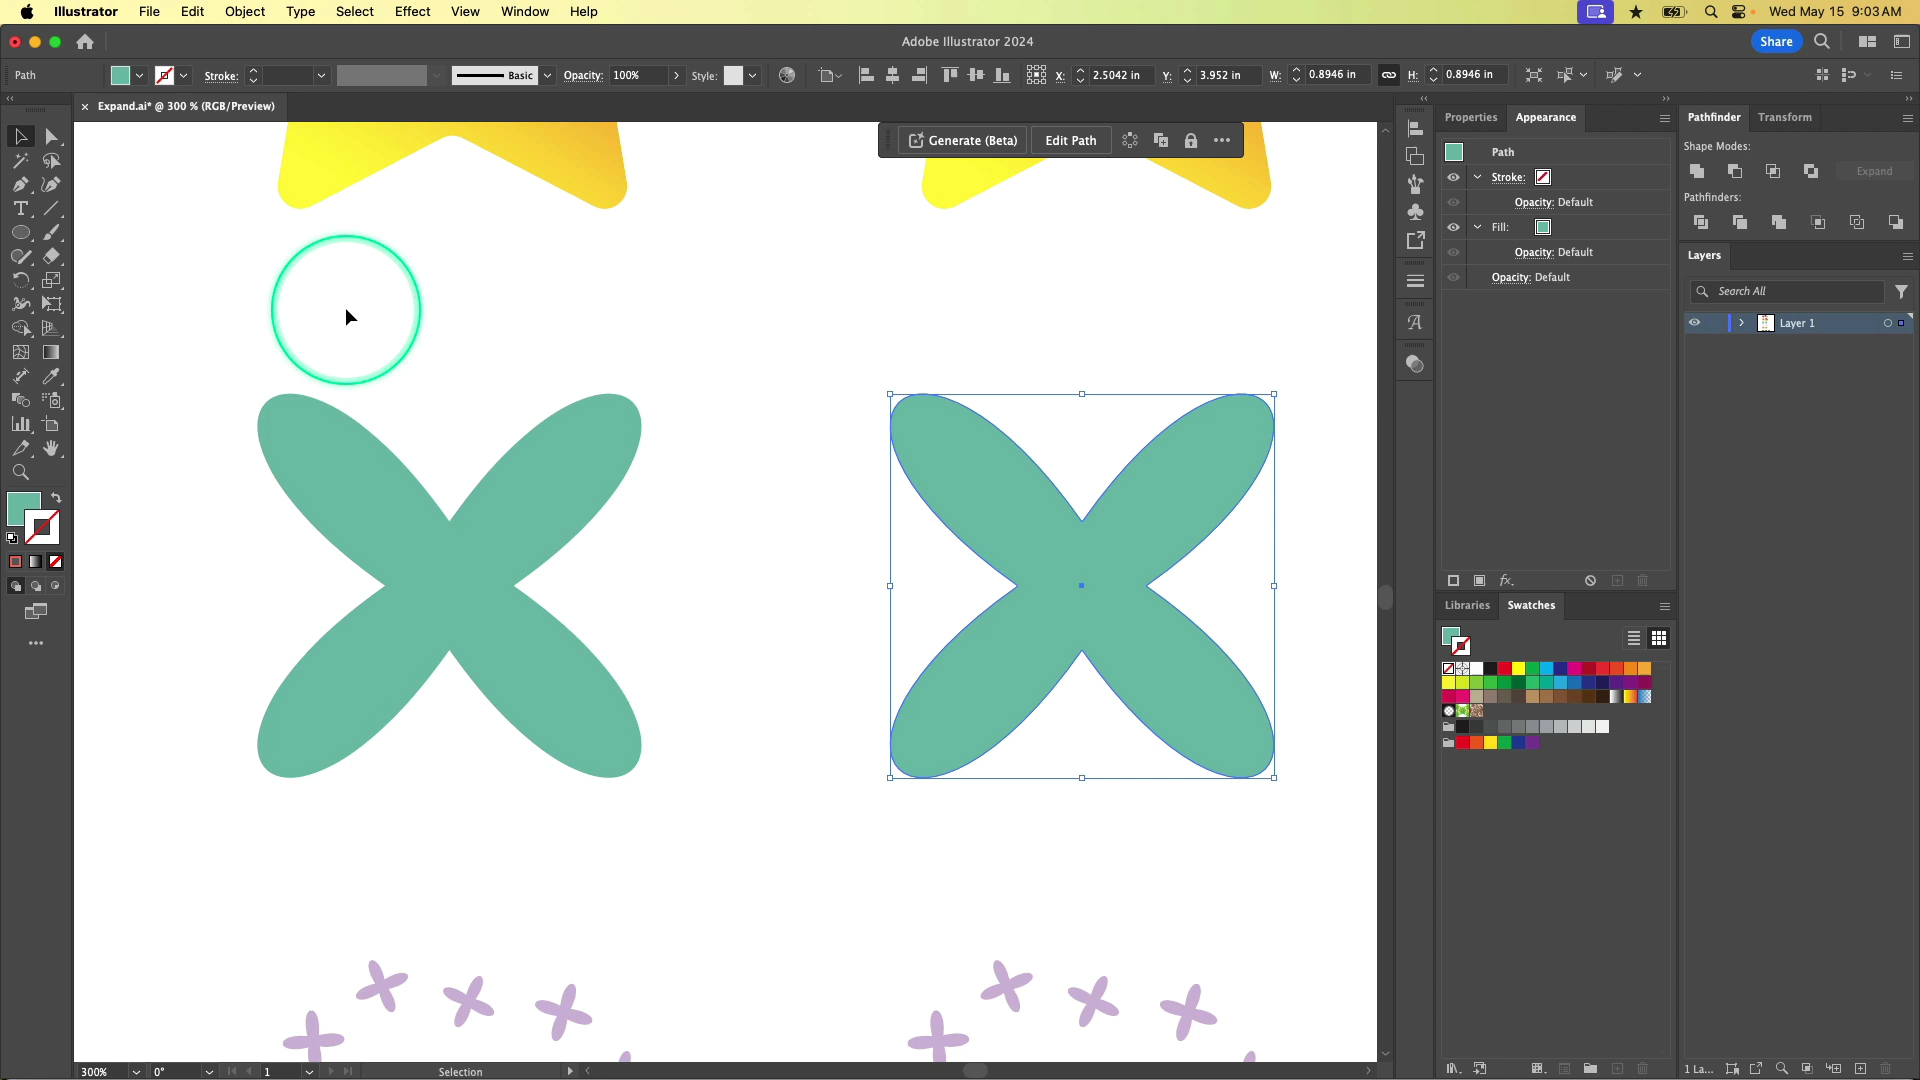 Illustrator File Edit Object Type Select Effect View Window Help Wed May 15 9:03 AM
Adobe Illustrator 2024 Share
Path Stroke: Basic Opacity: 100% Style: X: 2.5042 in Y: 3.952 in W: 0.8946 in H: 0.8946 in
× Expand.ai* @ 300 % (RGB/Preview)
Generate (Beta) Edit Path
Properties Appearance
Path
Stroke:
Opacity: Default
Fill:
Opacity: Default
Opacity: Default
Pathfinder Transform
Shape Modes:
Expand
Pathfinders:
Layers
Search All
Layer 1
Libraries Swatches
300% 0° 1 Selection
1 La...